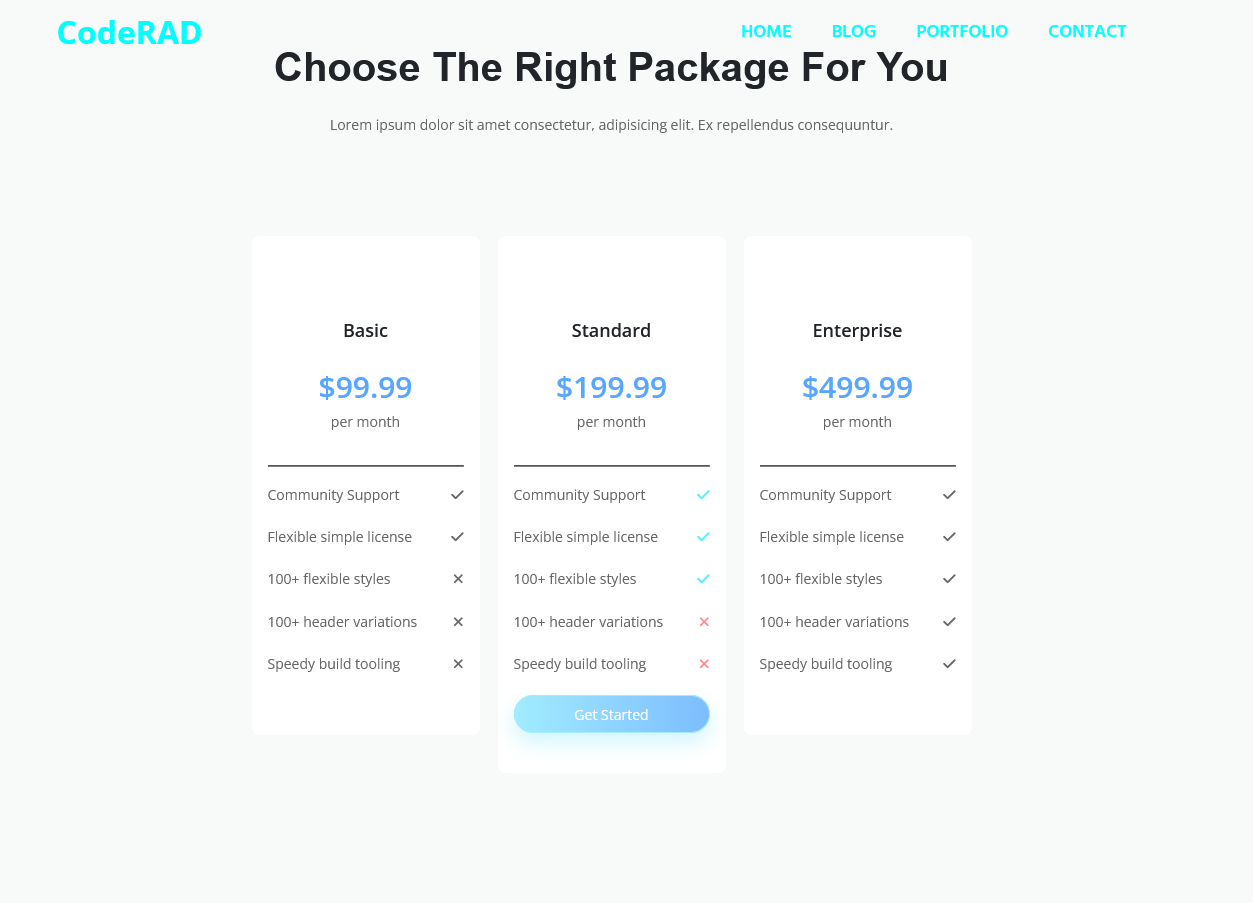 CodeRAD
HOME BLOG PORTFOLIO CONTACT
Choose The Right Package For You
Lorem ipsum dolor sit amet consectetur, adipisicing elit. Ex repellendus consequuntur.
Basic
$99.99
per month
Community Support
Flexible simple license
100+ flexible styles
100+ header variations
Speedy build tooling
Standard
$199.99
per month
Community Support
Flexible simple license
100+ flexible styles
100+ header variations
Speedy build tooling
Get Started
Enterprise
$499.99
per month
Community Support
Flexible simple license
100+ flexible styles
100+ header variations
Speedy build tooling